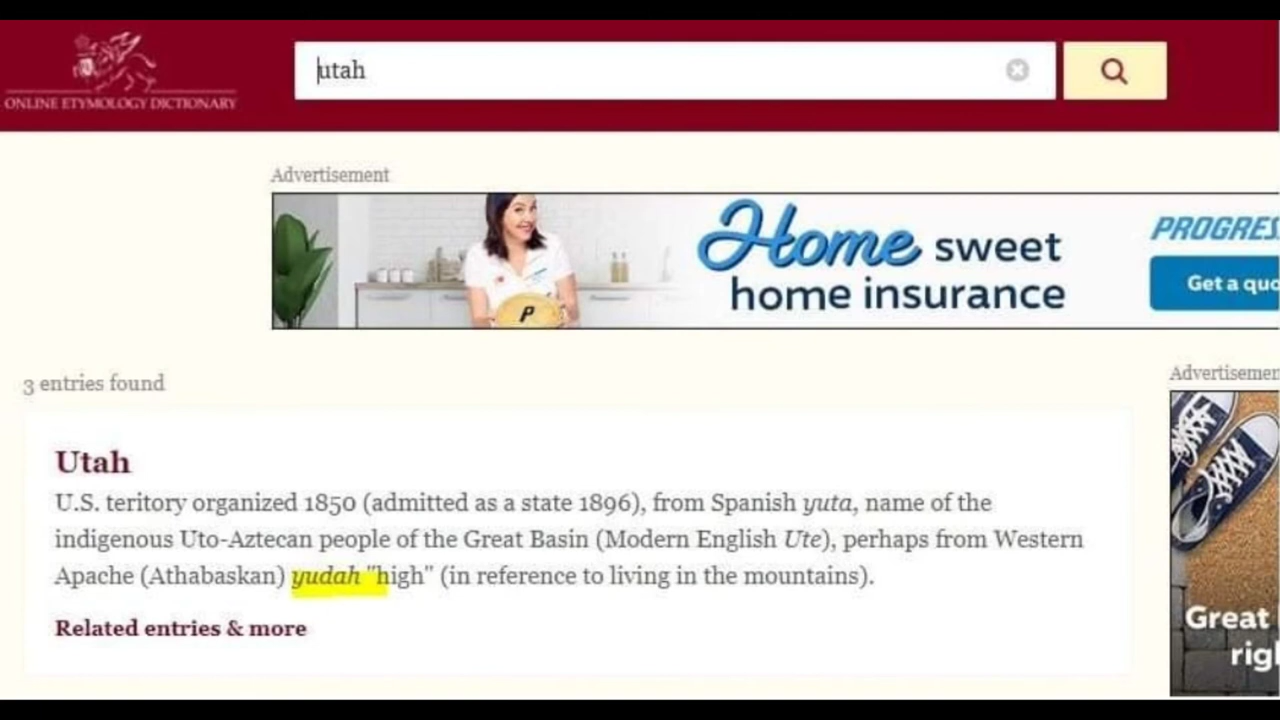 ONLINE ETYMOLOGY DICTIONARY
utah
Advertisement
Home sweet
home insurance
PROGRES
Get a quo
P
3 entries found
Advertisemen
Utah
U.S. teritory organized 1850 (admitted as a state 1896), from Spanish yuta, name of the
indigenous Uto-Aztecan people of the Great Basin (Modern English Ute), perhaps from Western
Apache (Athabaskan) yudah "high" (in reference to living in the mountains).
Related entries & more
Great
rig